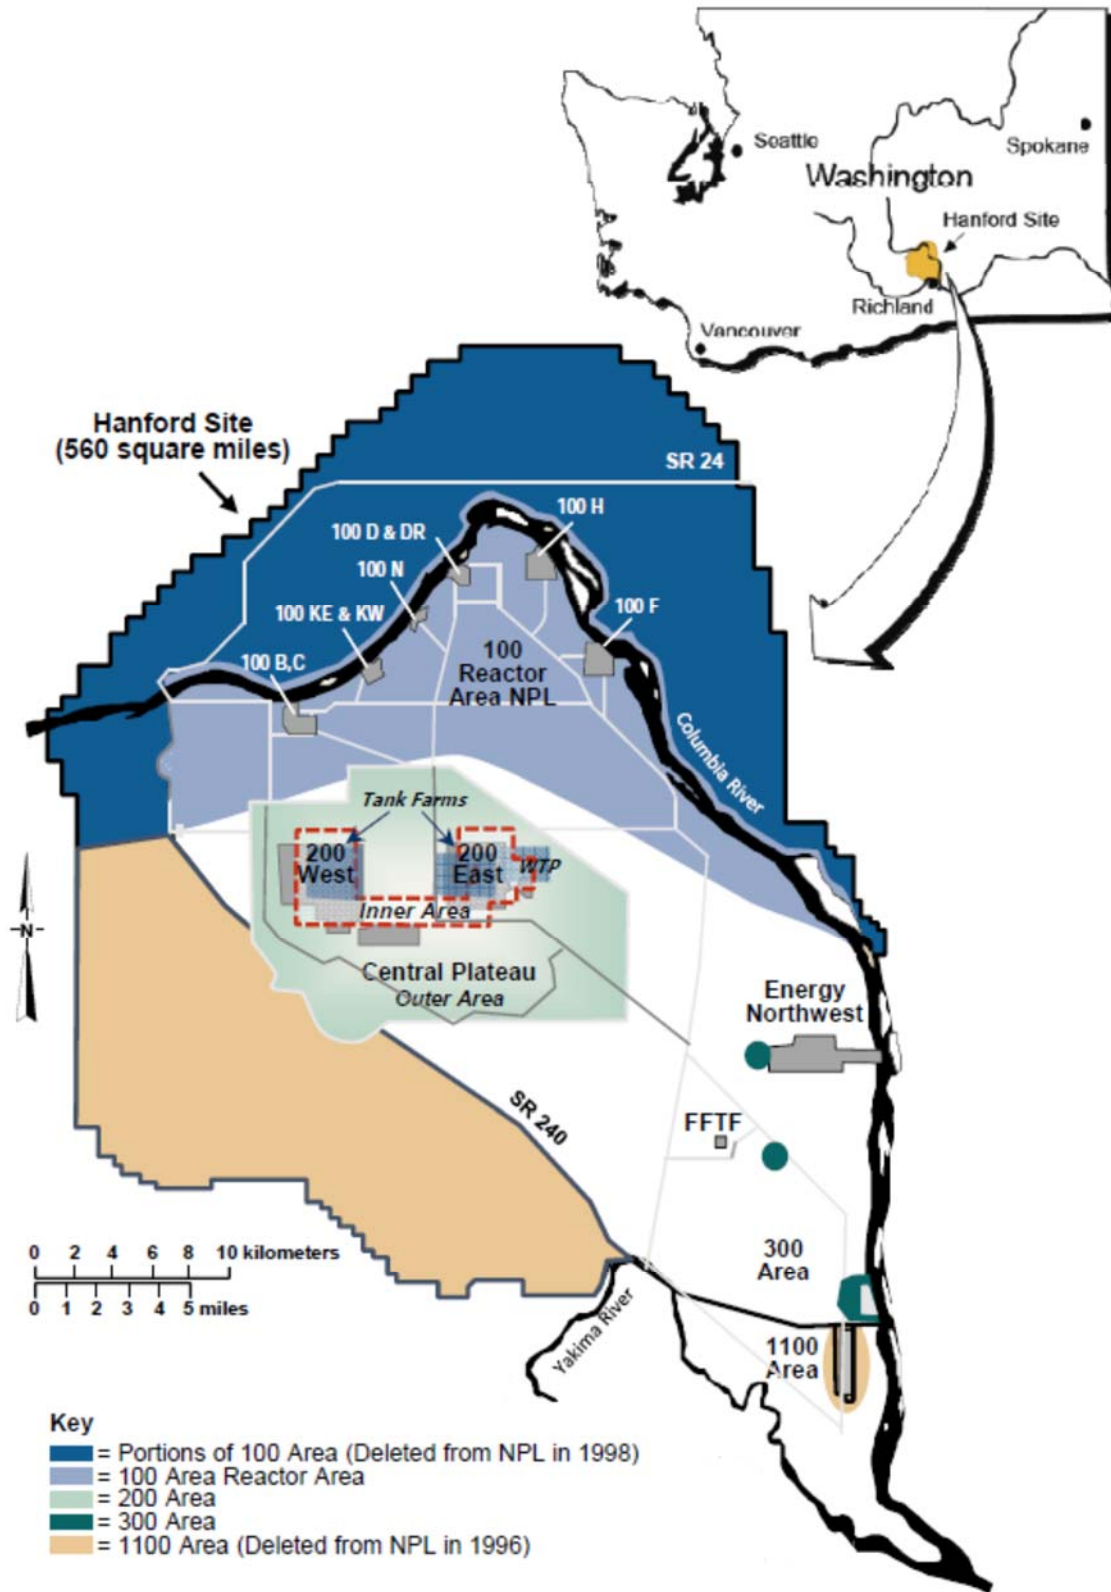 Seattle
Spokane
Washington
Hanford Site
Richland
Vancouver
Hanford Site
(560 square miles)
SR 24
100 H
100 D & DR
100 N
100 KE & KW
100 F
100 B,C
100
Reactor
Area NPL
Columbia River
Tank Farms
200
West
200
East
WTP
Inner Area
Central Plateau
Outer Area
-N-
Energy
Northwest
SR 240
FFTF
300
Area
0 2 4 6 8 10 kilometers
0 1 2 3 4 5 miles
Yakima River
1100
Area
Key
= Portions of 100 Area (Deleted from NPL in 1998)
= 100 Area Reactor Area
= 200 Area
= 300 Area
= 1100 Area (Deleted from NPL in 1996)